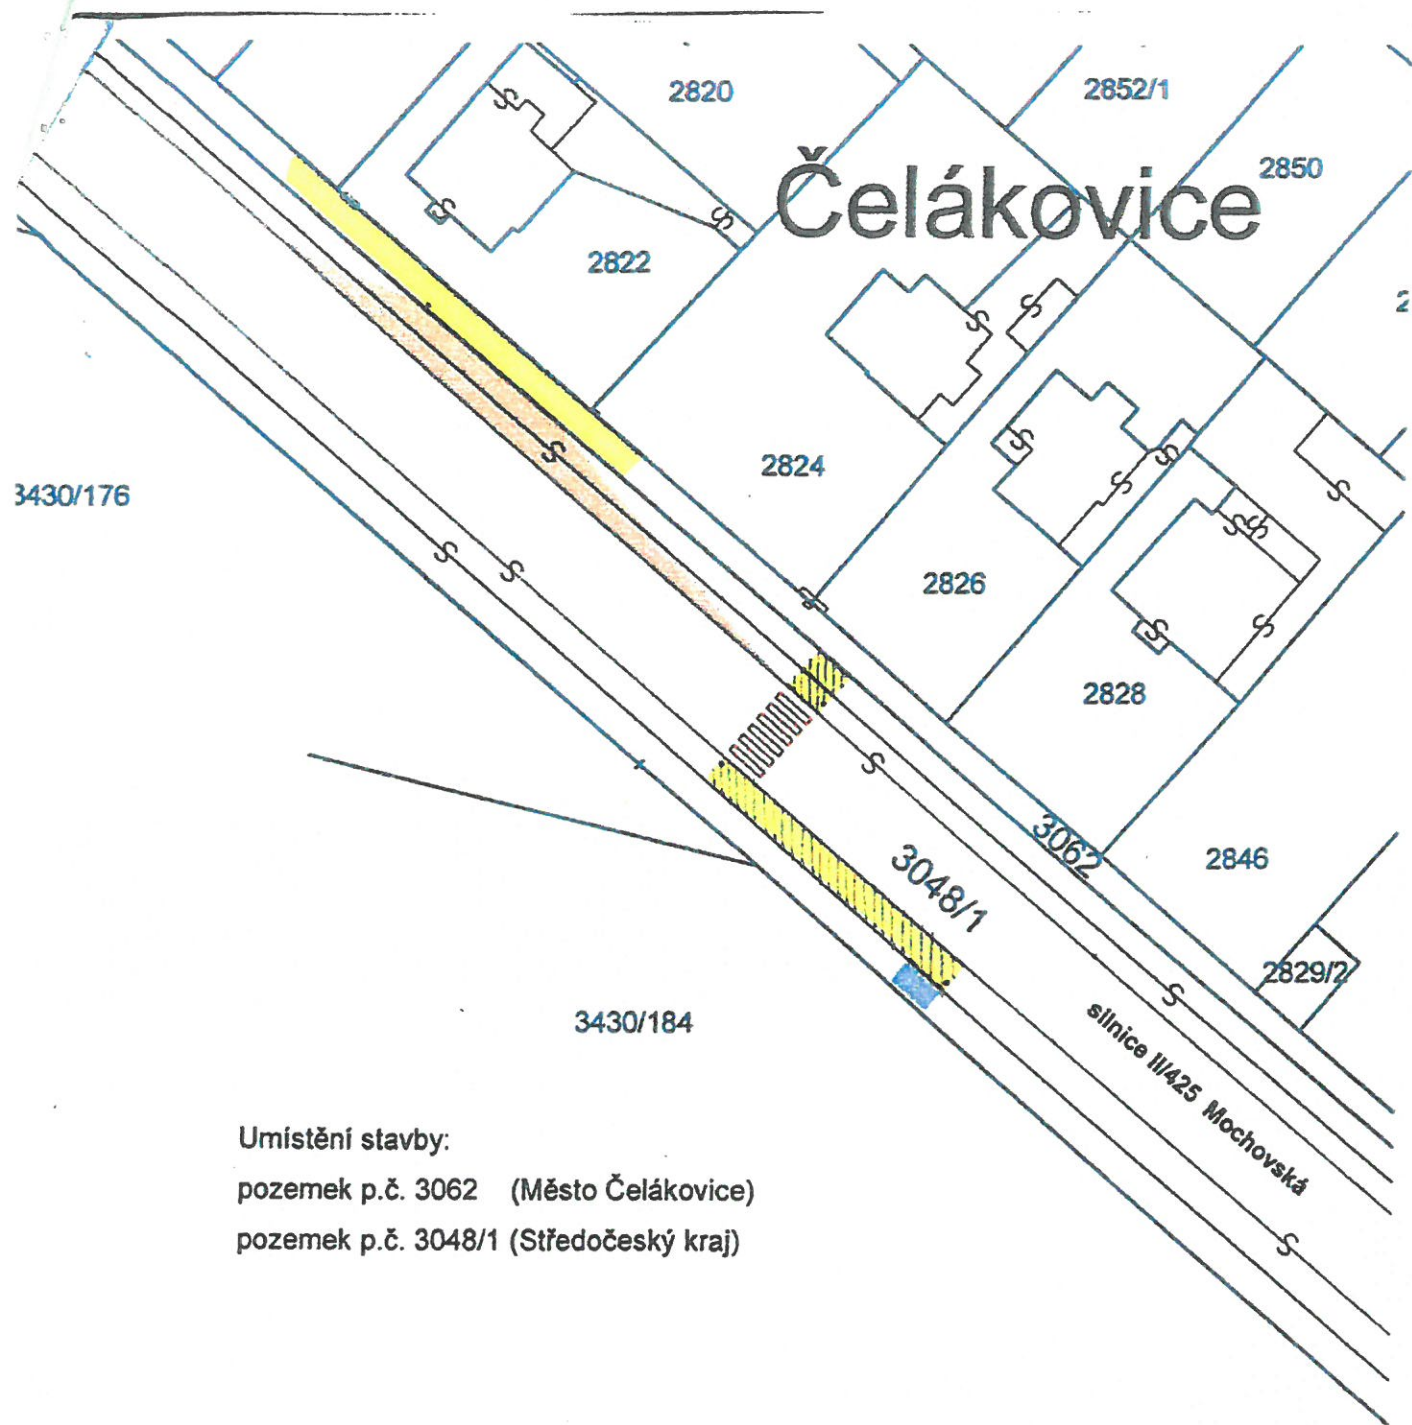 2820
2852/1
2850
Čelákovice
2822
2824
3430/176
2826
2828
3062
2846
3048/1
2829/2
3430/184
silnice II/425 Mochovská
Umístění stavby:
pozemek p.č. 3062 (Město Čelákovice)
pozemek p.č. 3048/1 (Středočeský kraj)